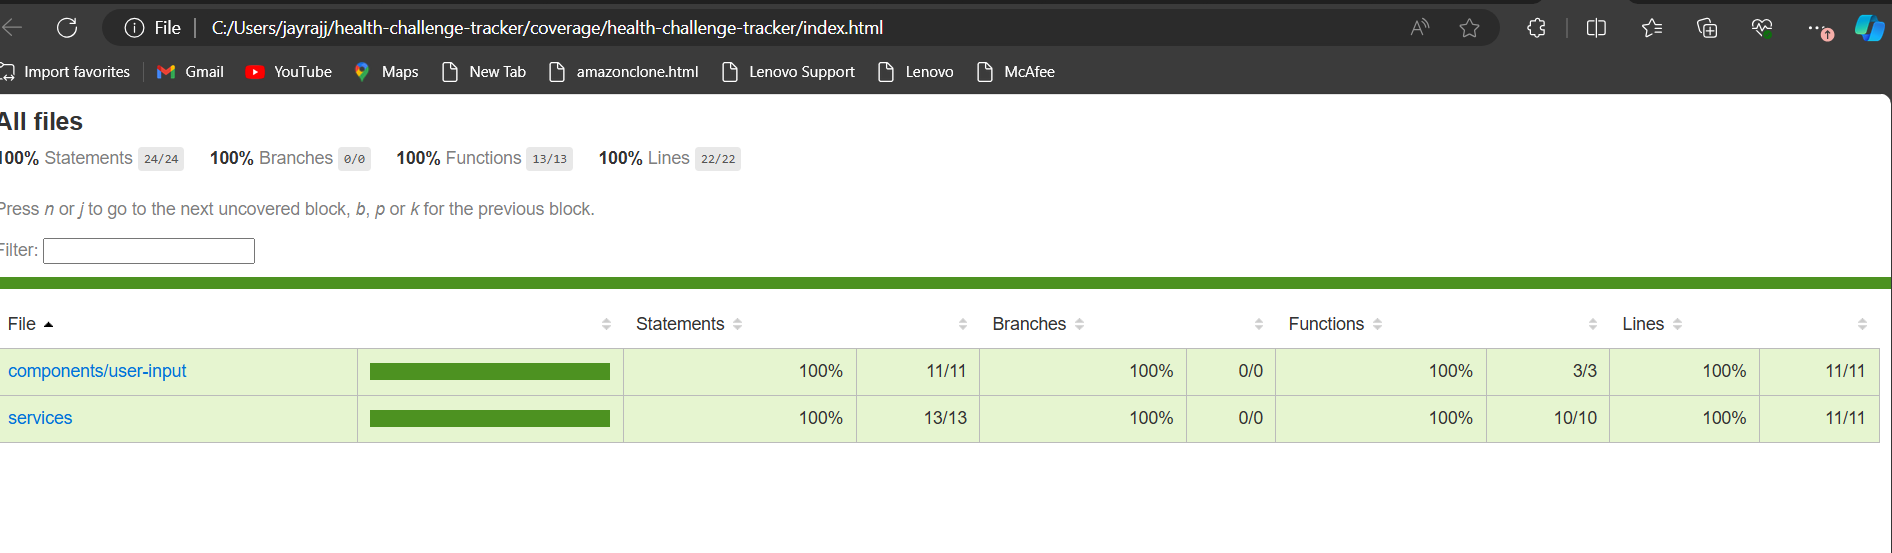 File | C:/Users/jayrajj/health-challenge-tracker/coverage/health-challenge-tracker/index.html
Import favorites Gmail YouTube Maps New Tab amazonclone.html Lenovo Support Lenovo McAfee
All files
100% Statements 24/24 100% Branches 0/0 100% Functions 13/13 100% Lines 22/22
Press n or j to go to the next uncovered block, b, p or k for the previous block.
Filter:
File Statements Branches Functions Lines
components/user-input 100% 11/11 100% 0/0 100% 3/3 100% 11/11
services 100% 13/13 100% 0/0 100% 10/10 100% 11/11